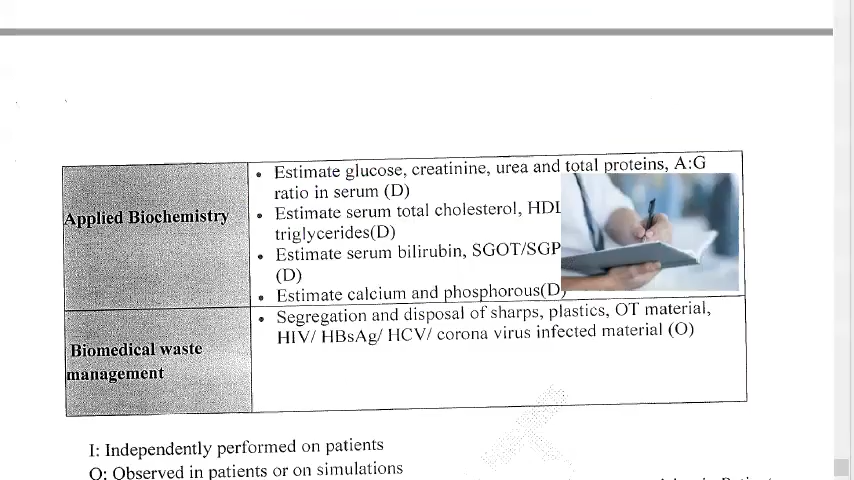 Applied Biochemistry
• Estimate glucose, creatinine, urea and total proteins, A:G
ratio in serum (D)
• Estimate serum total cholesterol, HDL
triglycerides(D)
• Estimate serum bilirubin, SGOT/SGP
(D)
• Estimate calcium and phosphorous(D)
Biomedical waste
management
• Segregation and disposal of sharps, plastics, OT material,
HIV/ HBsAg/ HCV/ corona virus infected material (O)
I: Independently performed on patients
O: Observed in patients or on simulations